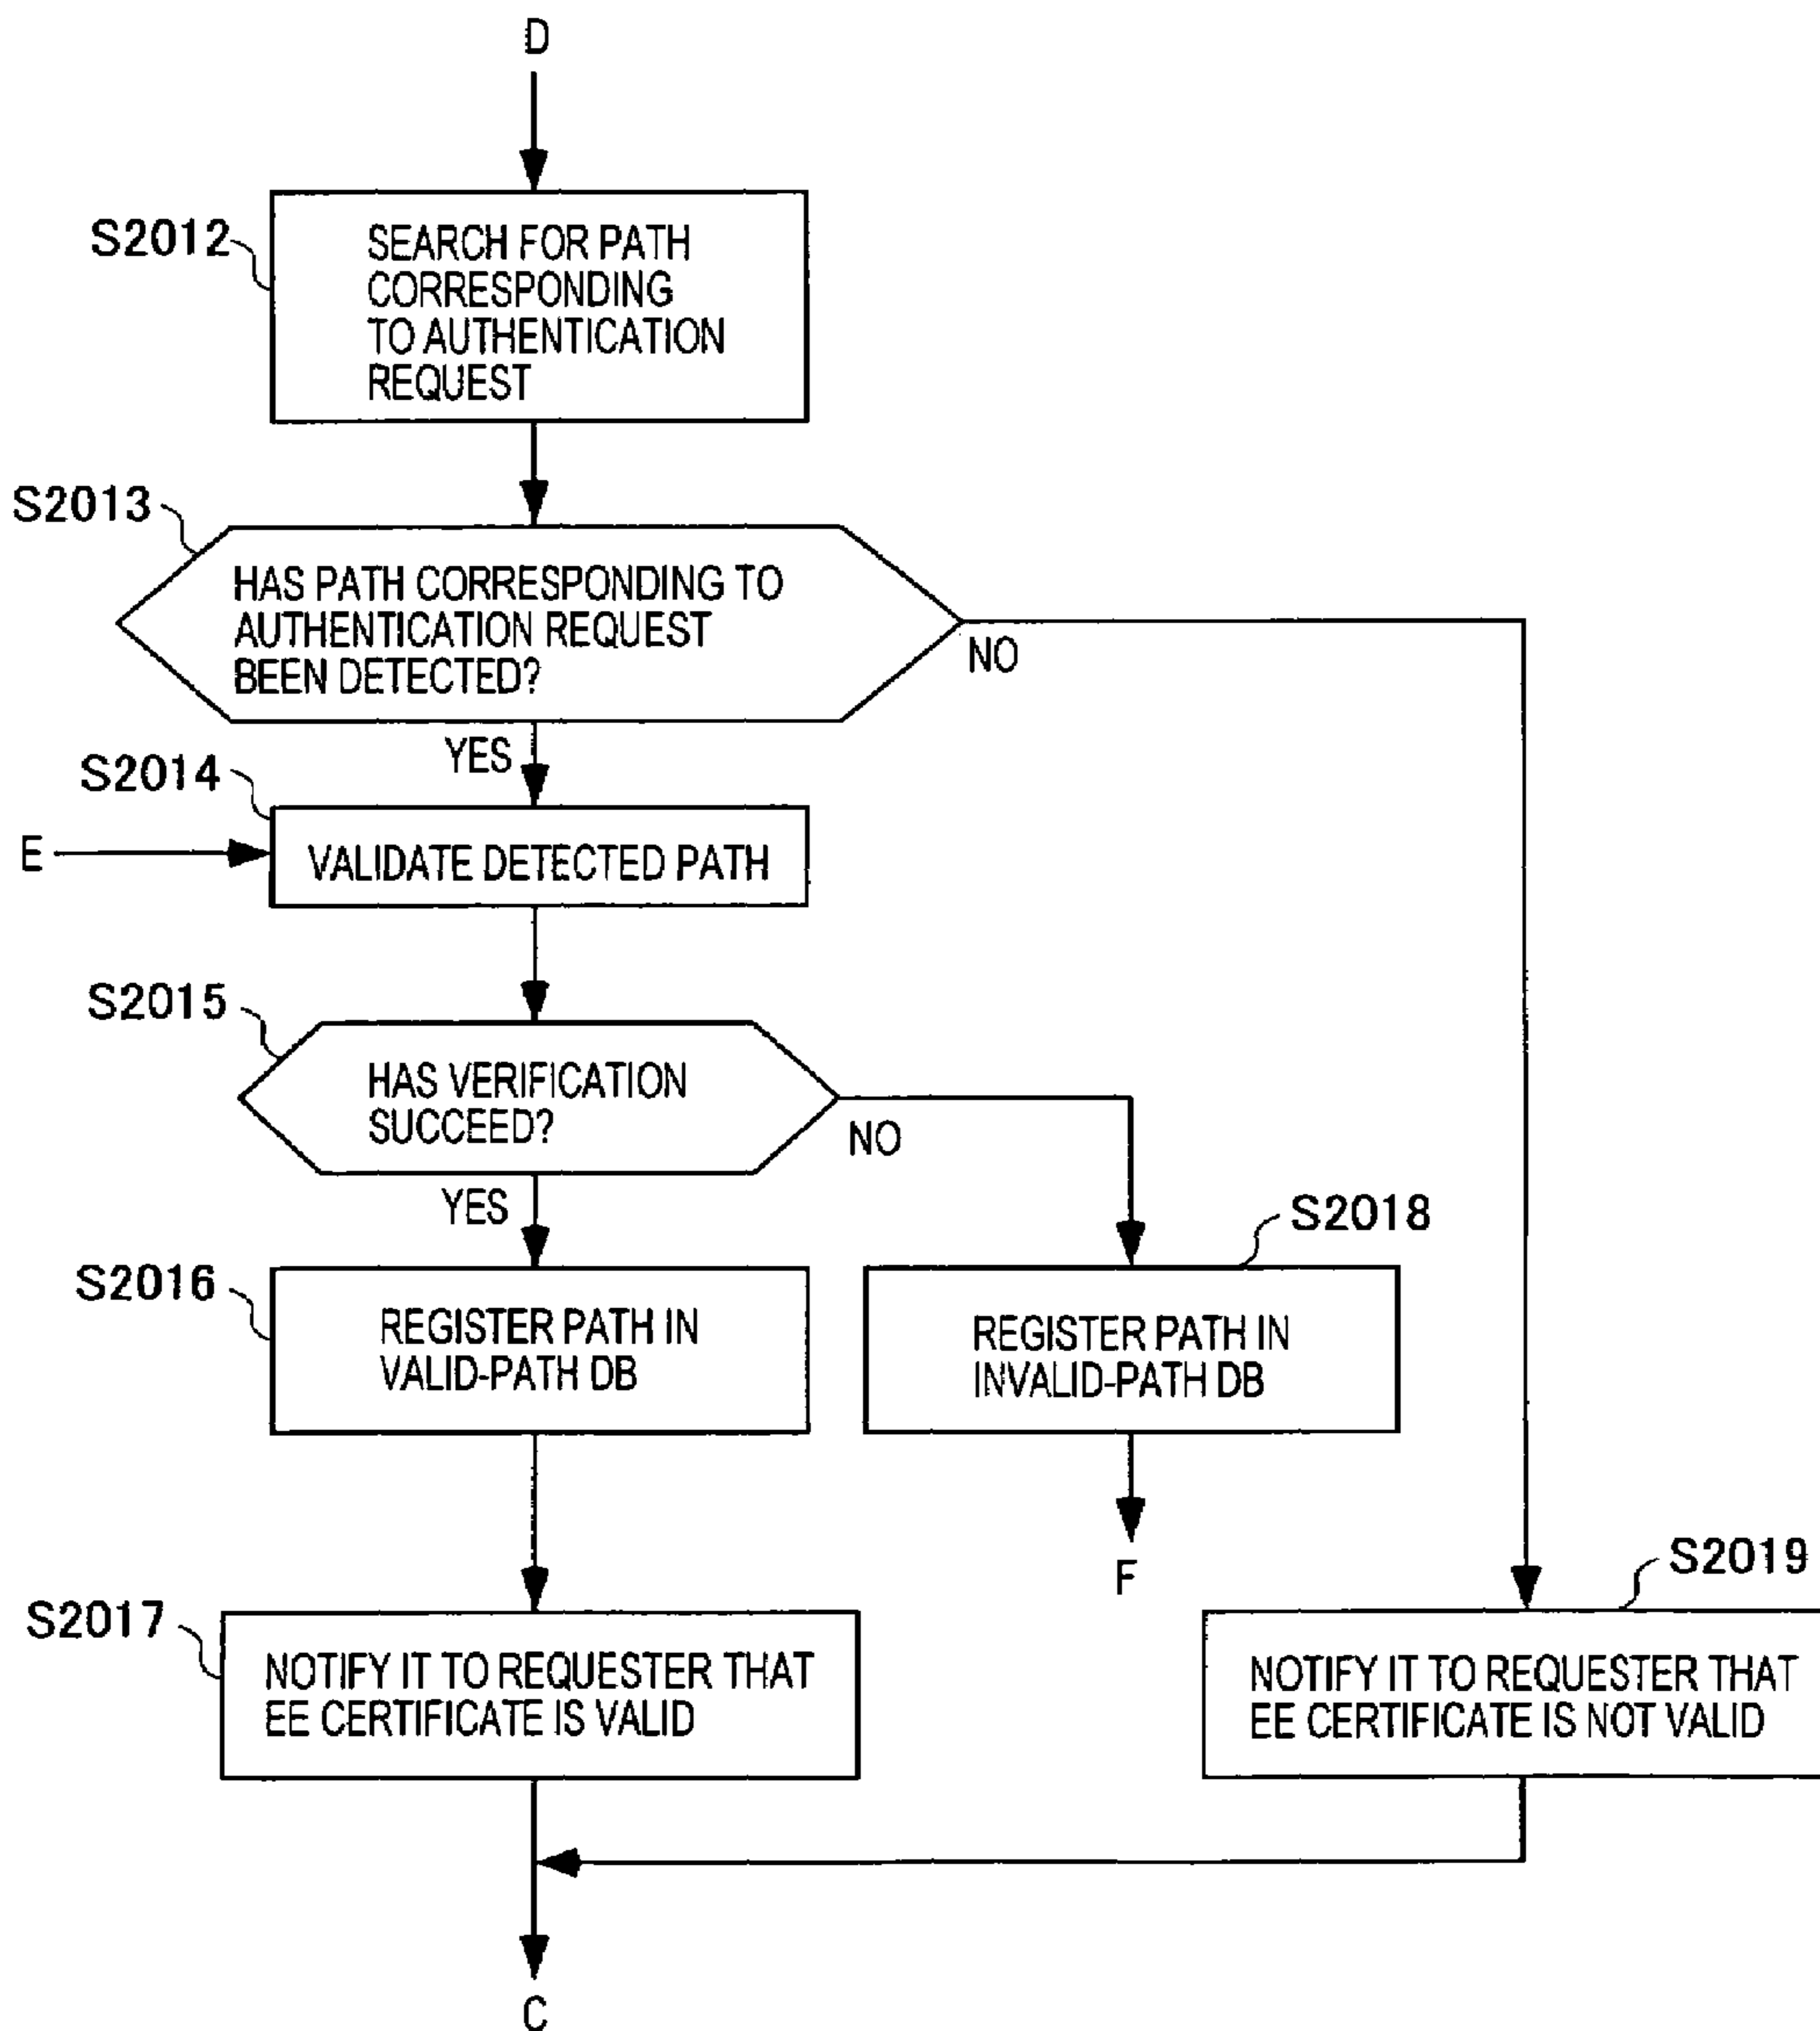 D
S2012
SEARCH FOR PATH
CORRESPONDING
TO AUTHENTICATION
REQUEST
S2013
HAS PATH CORRESPONDING TO
AUTHENTICATION REQUEST
BEEN DETECTED?
NO
YES
S2014
E
VALIDATE DETECTED PATH
S2015
HAS VERIFICATION
SUCCEED?
NO
YES
S2016
REGISTER PATH IN
VALID-PATH DB
S2018
REGISTER PATH IN
INVALID-PATH DB
F
S2017
NOTIFY IT TO REQUESTER THAT
EE CERTIFICATE IS VALID
S2019
NOTIFY IT TO REQUESTER THAT
EE CERTIFICATE IS NOT VALID
C